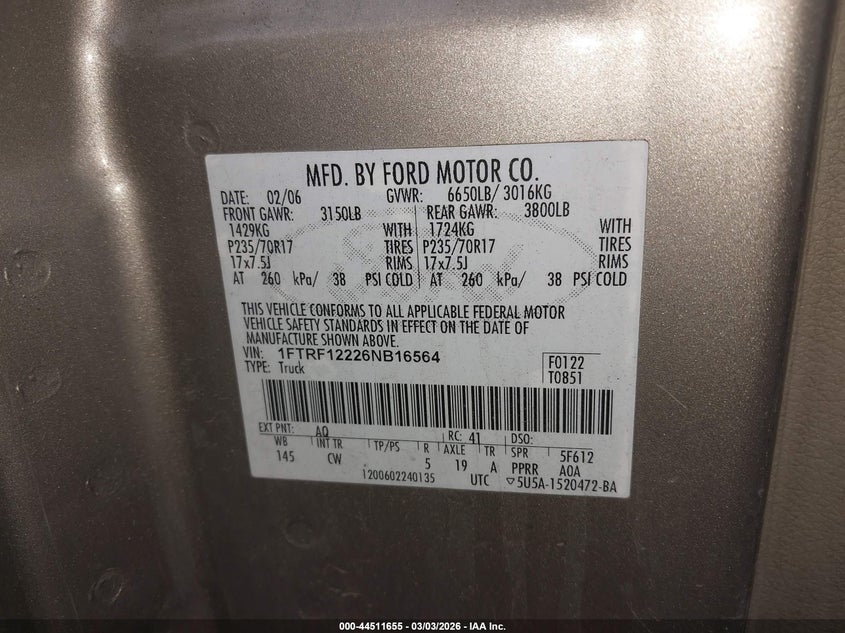 MFD. BY FORD MOTOR CO.
DATE: 02/06 GVWR: 6650LB/ 3016KG
FRONT GAWR: 3150LB REAR GAWR: 3800LB
1429KG WITH 1724KG WITH
P235/70R17 TIRES P235/70R17 TIRES
17x7.5J RIMS 17x7.5J RIMS
AT 260 kPa/ 38 PSI COLD AT 260 kPa/ 38 PSI COLD
THIS VEHICLE CONFORMS TO ALL APPLICABLE FEDERAL MOTOR
VEHICLE SAFETY STANDARDS IN EFFECT ON THE DATE OF
MANUFACTURE SHOWN ABOVE.
VIN: 1FTRF12226NB16564 F0122
TYPE: Truck T0851
EXT PNT: AQ RC: 41 DSO:
WB INT TR TP/PS R AXLE TR SPR 5F612
145 CW 5 19 A PPRR AOA
1200602240135 UTC ▽5U5A-1520472-BA
000-44511655 - 03/03/2026 - IAA Inc.